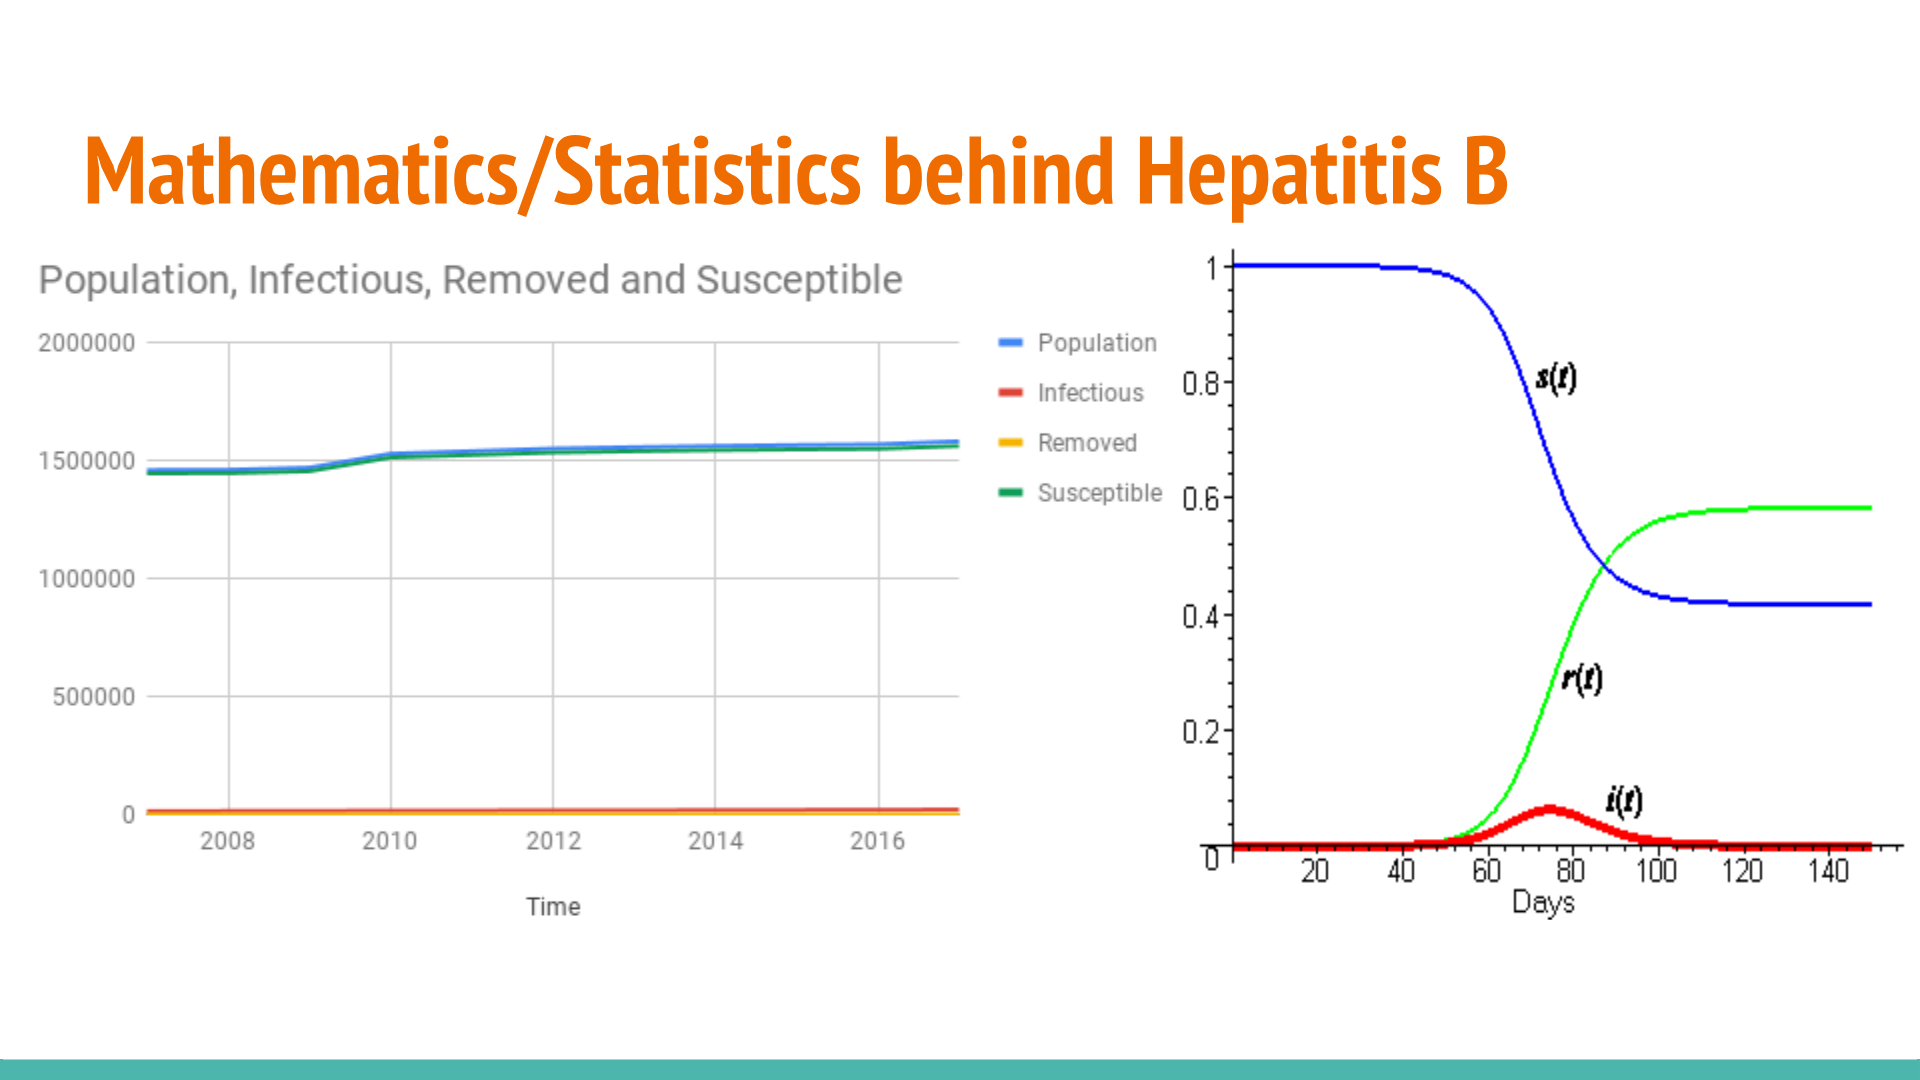 Mathematics/Statistics behind Hepatitis B
Population, Infectious, Removed and Susceptible
2000000
1500000
1000000
500000
0
2008 2010 2012 2014 2016
Time
Population
Infectious
Removed
Susceptible
1
0.8
0.6
0.4
0.2
0
s(t)
r(t)
i(t)
20 40 60 80 100 120 140
Days